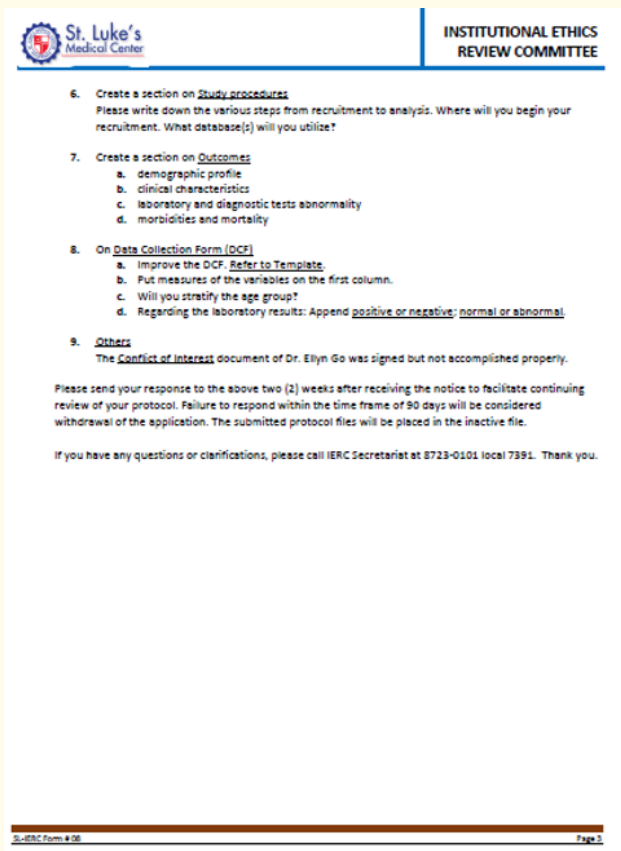 St. Luke's
Medical Center
INSTITUTIONAL ETHICS
REVIEW COMMITTEE
6. Create a section on Study procedures
Please write down the various steps from recruitment to analysis. Where will you begin your
recruitment. What database(s) will you utilize?
7. Create a section on Outcomes
a. demographic profile
b. clinical characteristics
c. laboratory and diagnostic tests abnormality
d. morbidities and mortality
8. On Data Collection Form (DCF)
a. Improve the DCF. Refer to Template.
b. Put measures of the variables on the first column.
c. Will you stratify the age group?
d. Regarding the laboratory results: Append positive or negative; normal or abnormal.
9. Others
The Conflict of Interest document of Dr. Ellyn Go was signed but not accomplished properly.
Please send your response to the above two (2) weeks after receiving the notice to facilitate continuing
review of your protocol. Failure to respond within the time frame of 90 days will be considered
withdrawal of the application. The submitted protocol files will be placed in the inactive file.
If you have any questions or clarifications, please call IERC Secretariat at 8723-0101 local 7391. Thank you.
SL-IERC Form # 08
Page 3